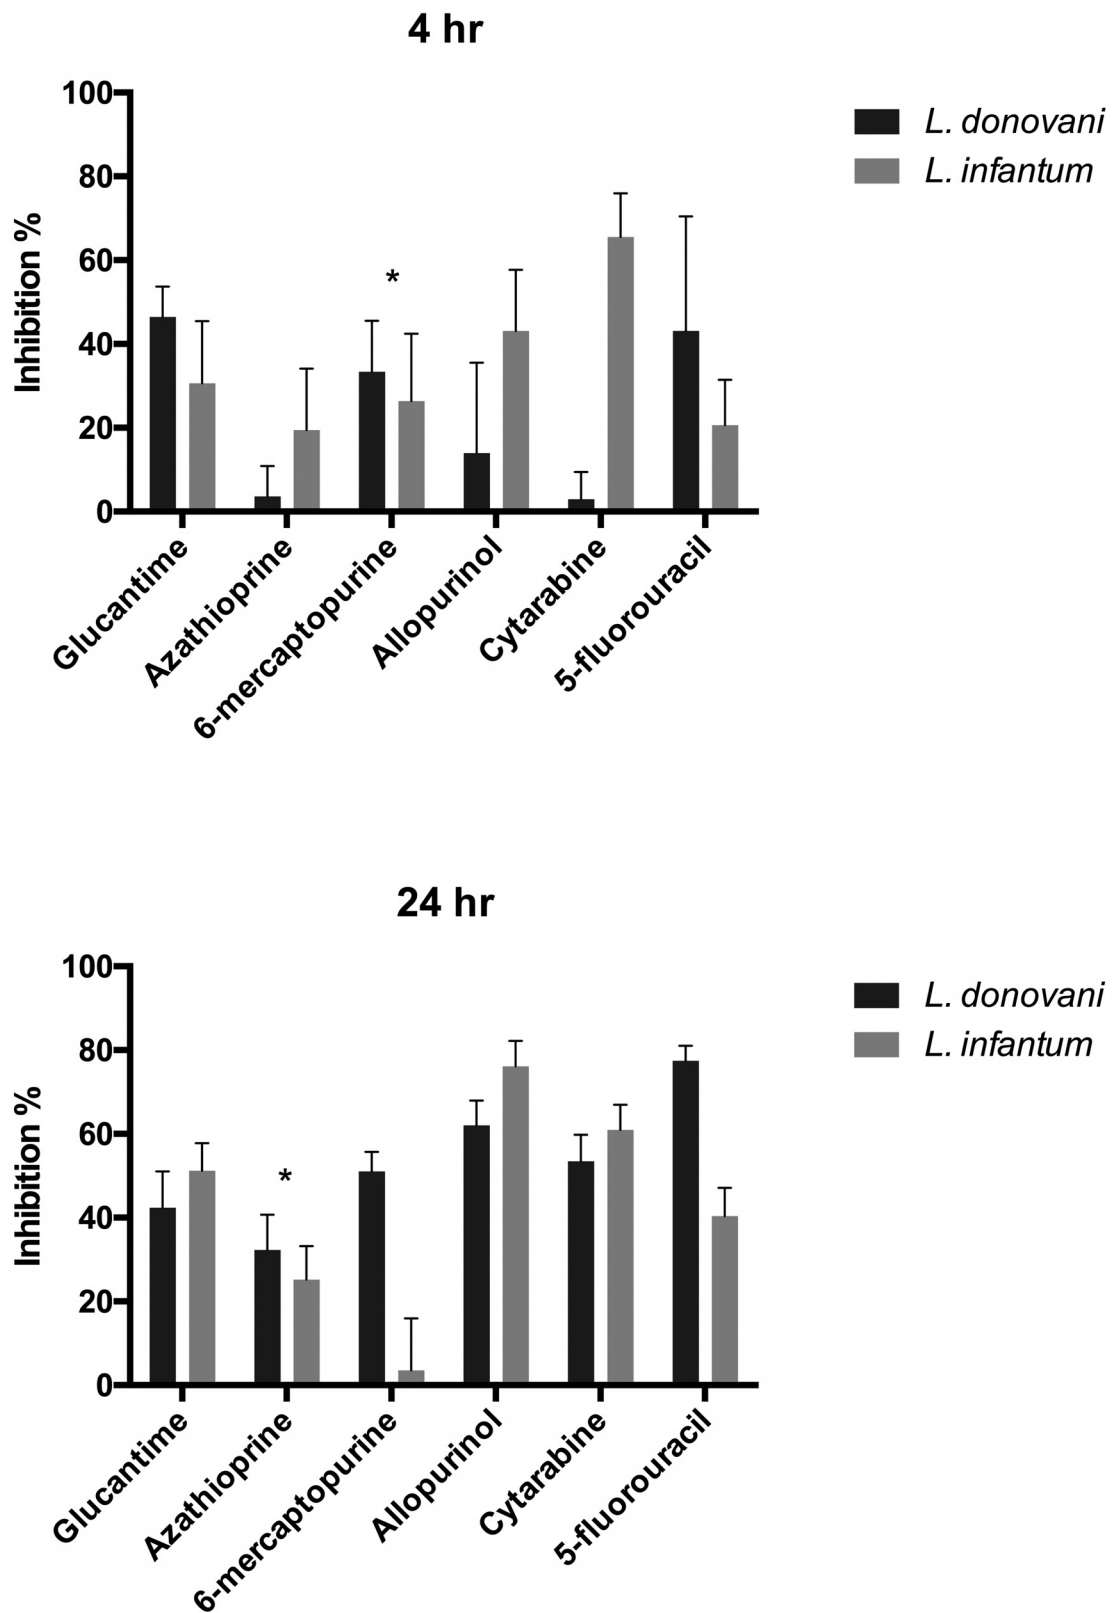 4 hr
100
80
60
40
20
0
Inhibition %
*
L. donovani
L. infantum
Glucantime
Azathioprine
6-mercaptopurine
Allopurinol
Cytarabine
5-fluorouracil
24 hr
100
80
60
40
20
0
Inhibition %
*
L. donovani
L. infantum
Glucantime
Azathioprine
6-mercaptopurine
Allopurinol
Cytarabine
5-fluorouracil